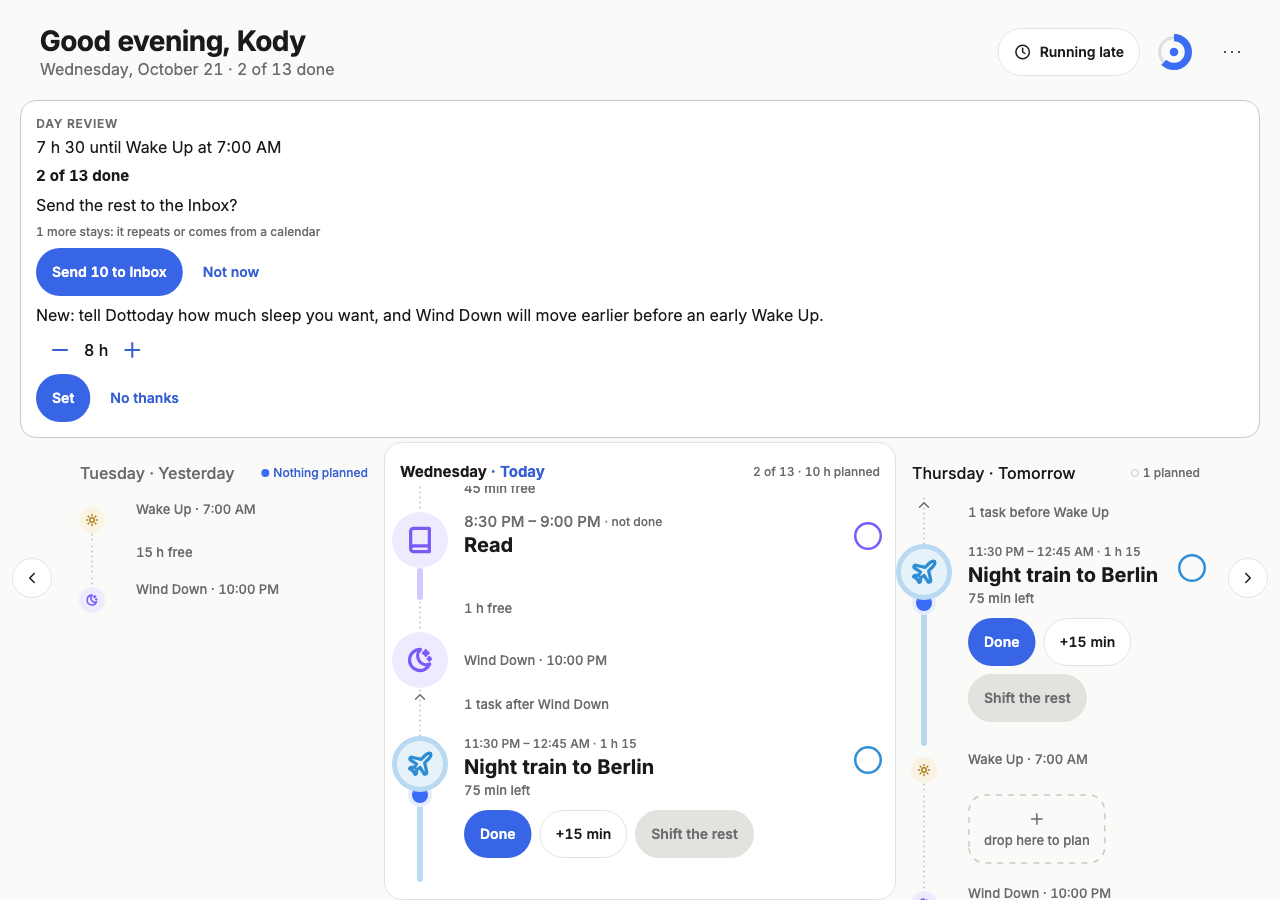 Good evening, Kody
Wednesday, October 21 · 2 of 13 done
Running late
DAY REVIEW
7 h 30 until Wake Up at 7:00 AM
2 of 13 done
Send the rest to the Inbox?
1 more stays: it repeats or comes from a calendar
Send 10 to Inbox
Not now
New: tell Dottoday how much sleep you want, and Wind Down will move earlier before an early Wake Up.
8 h
Set
No thanks
Tuesday · Yesterday
Nothing planned
Wake Up · 7:00 AM
15 h free
Wind Down · 10:00 PM
Wednesday · Today
2 of 13 · 10 h planned
45 min free
8:30 PM – 9:00 PM · not done
Read
1 h free
Wind Down · 10:00 PM
1 task after Wind Down
11:30 PM – 12:45 AM · 1 h 15
Night train to Berlin
75 min left
Done
+15 min
Shift the rest
Thursday · Tomorrow
1 planned
1 task before Wake Up
11:30 PM – 12:45 AM · 1 h 15
Night train to Berlin
75 min left
Done
+15 min
Shift the rest
Wake Up · 7:00 AM
drop here to plan
Wind Down · 10:00 PM